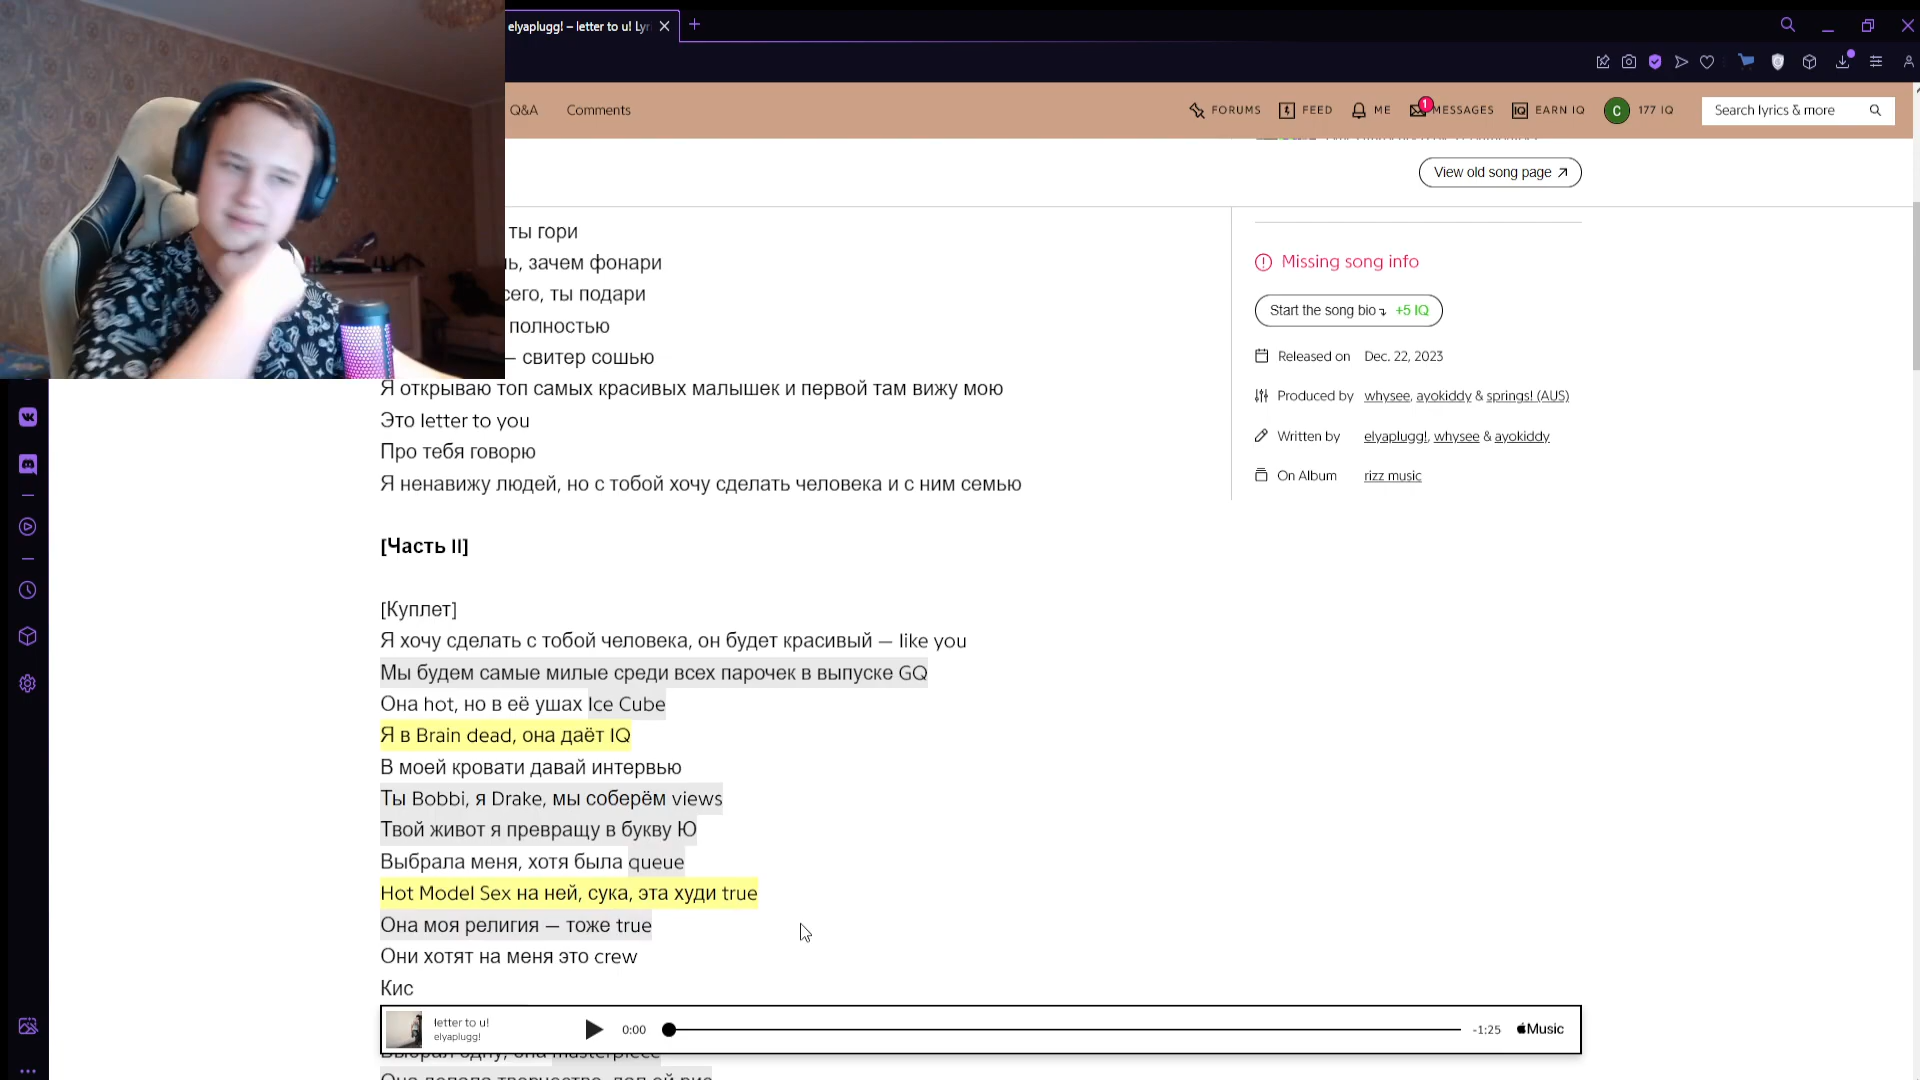 elyaplugg! – letter to u! Lyr
Q&A
Comments
FORUMS
FEED
ME
1
MESSAGES
EARN IQ
C
177 IQ
Search lyrics & more
View old song page
ты гори
зачем фонари
ты подари
полностью
— свитер сошью
Я открываю топ самых красивых малышек и первой там вижу мою
Это letter to you
Про тебя говорю
Я ненавижу людей, но с тобой хочу сделать человека и с ним семью
Missing song info
Start the song bio +5 IQ
Released on Dec. 22, 2023
Produced by whysee, ayokiddy & springs! (AUS)
Written by elyaplugg!, whysee & ayokiddy
On Album rizz music
[Часть II]
[Куплет]
Я хочу сделать с тобой человека, он будет красивый — like you
Мы будем самые милые среди всех парочек в выпуске GQ
Она hot, но в её ушах Ice Cube
Я в Brain dead, она даёт IQ
В моей кровати давай интервью
Ты Bobbi, я Drake, мы соберём views
Твой живот я превращу в букву Ю
Выбрала меня, хотя была queue
Hot Model Sex на ней, сука, эта худи true
Она моя религия — тоже true
Они хотят на меня это crew
Кис
letter to u!
elyaplugg!
0:00
-1:25
Music